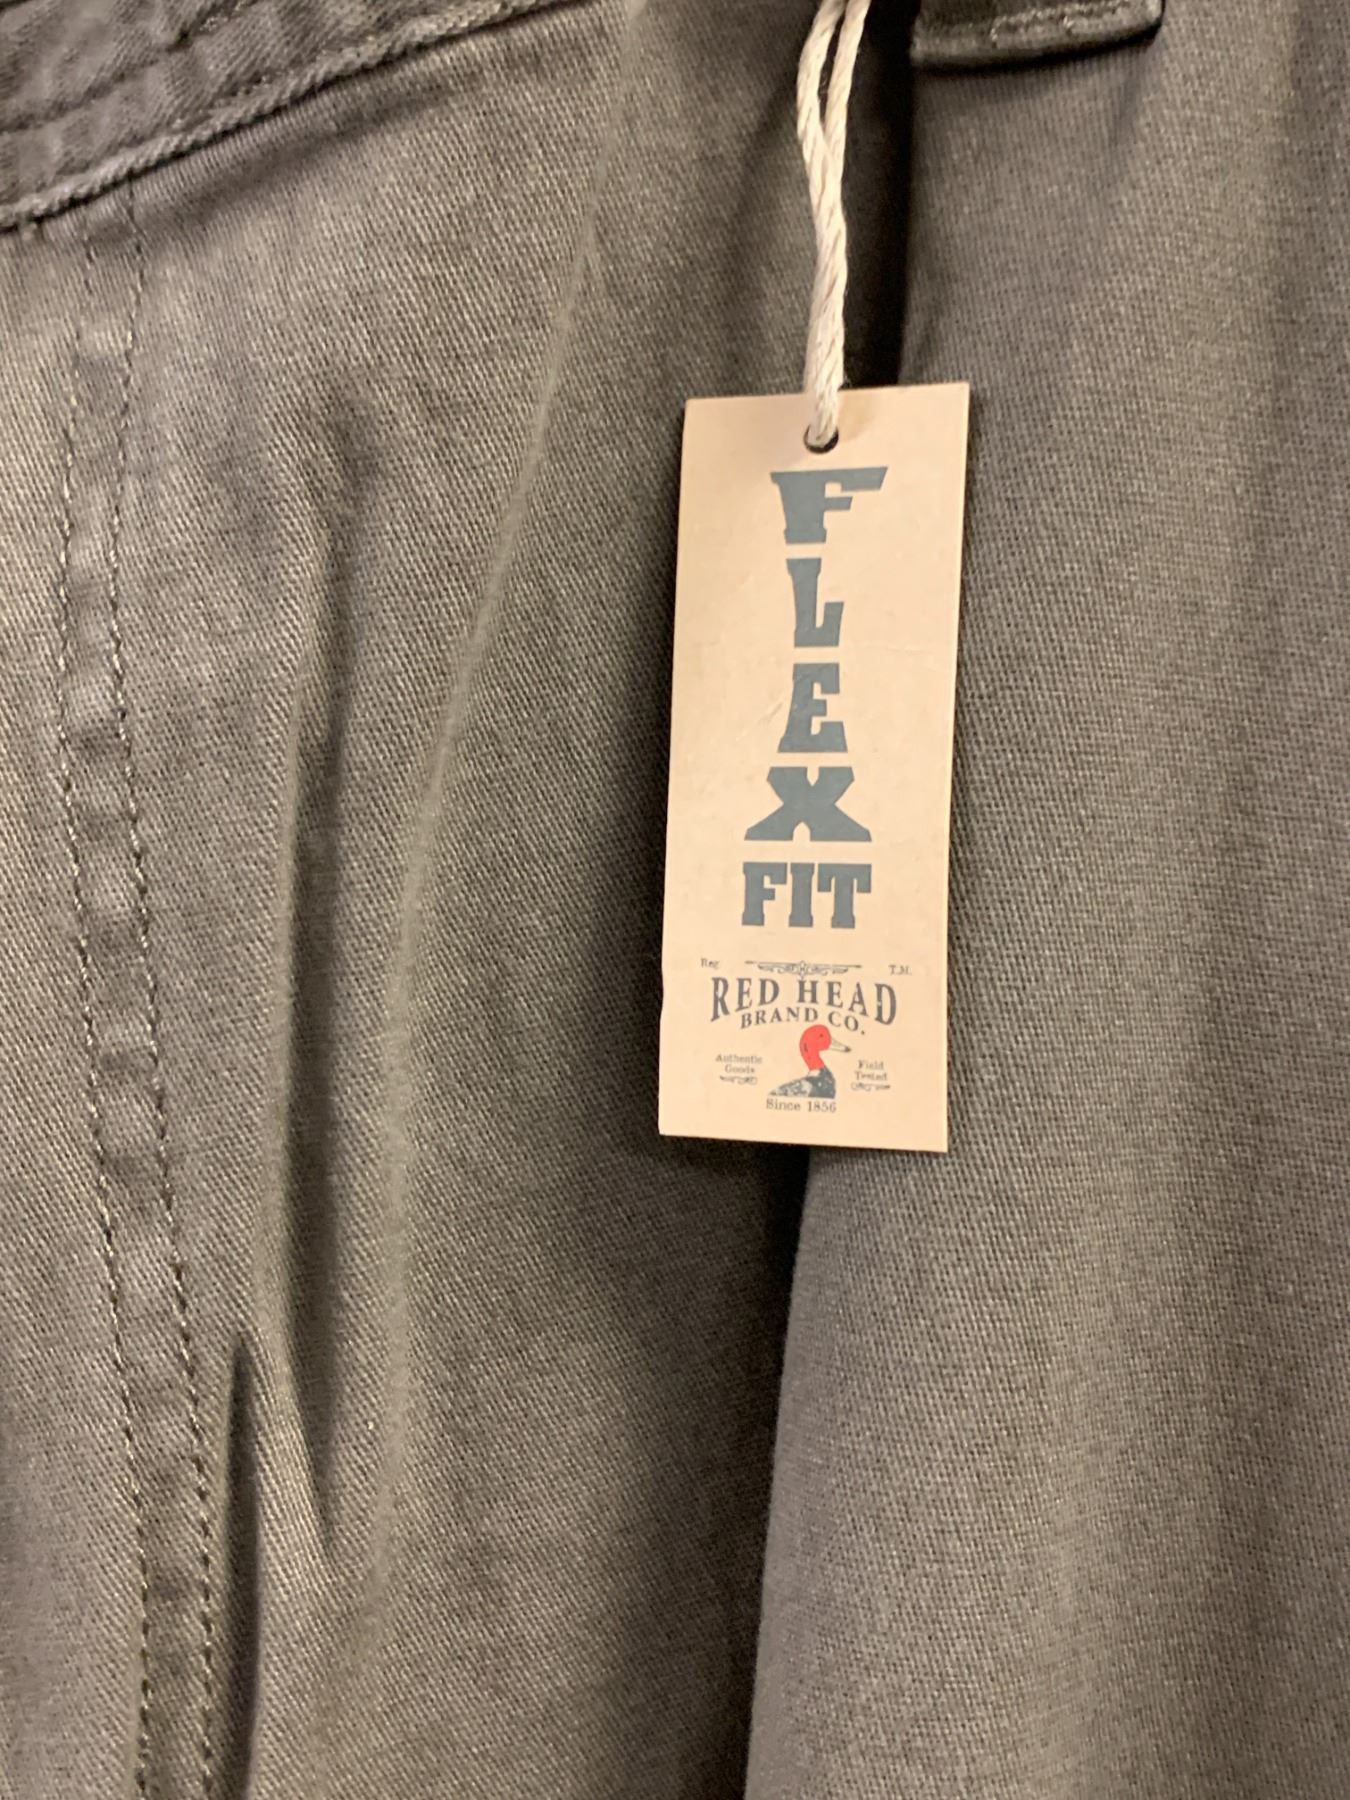 FLEX
FIT
Reg. T.M.
RED HEAD
BRAND CO.
Authentic Field
Goods Tested
Since 1856